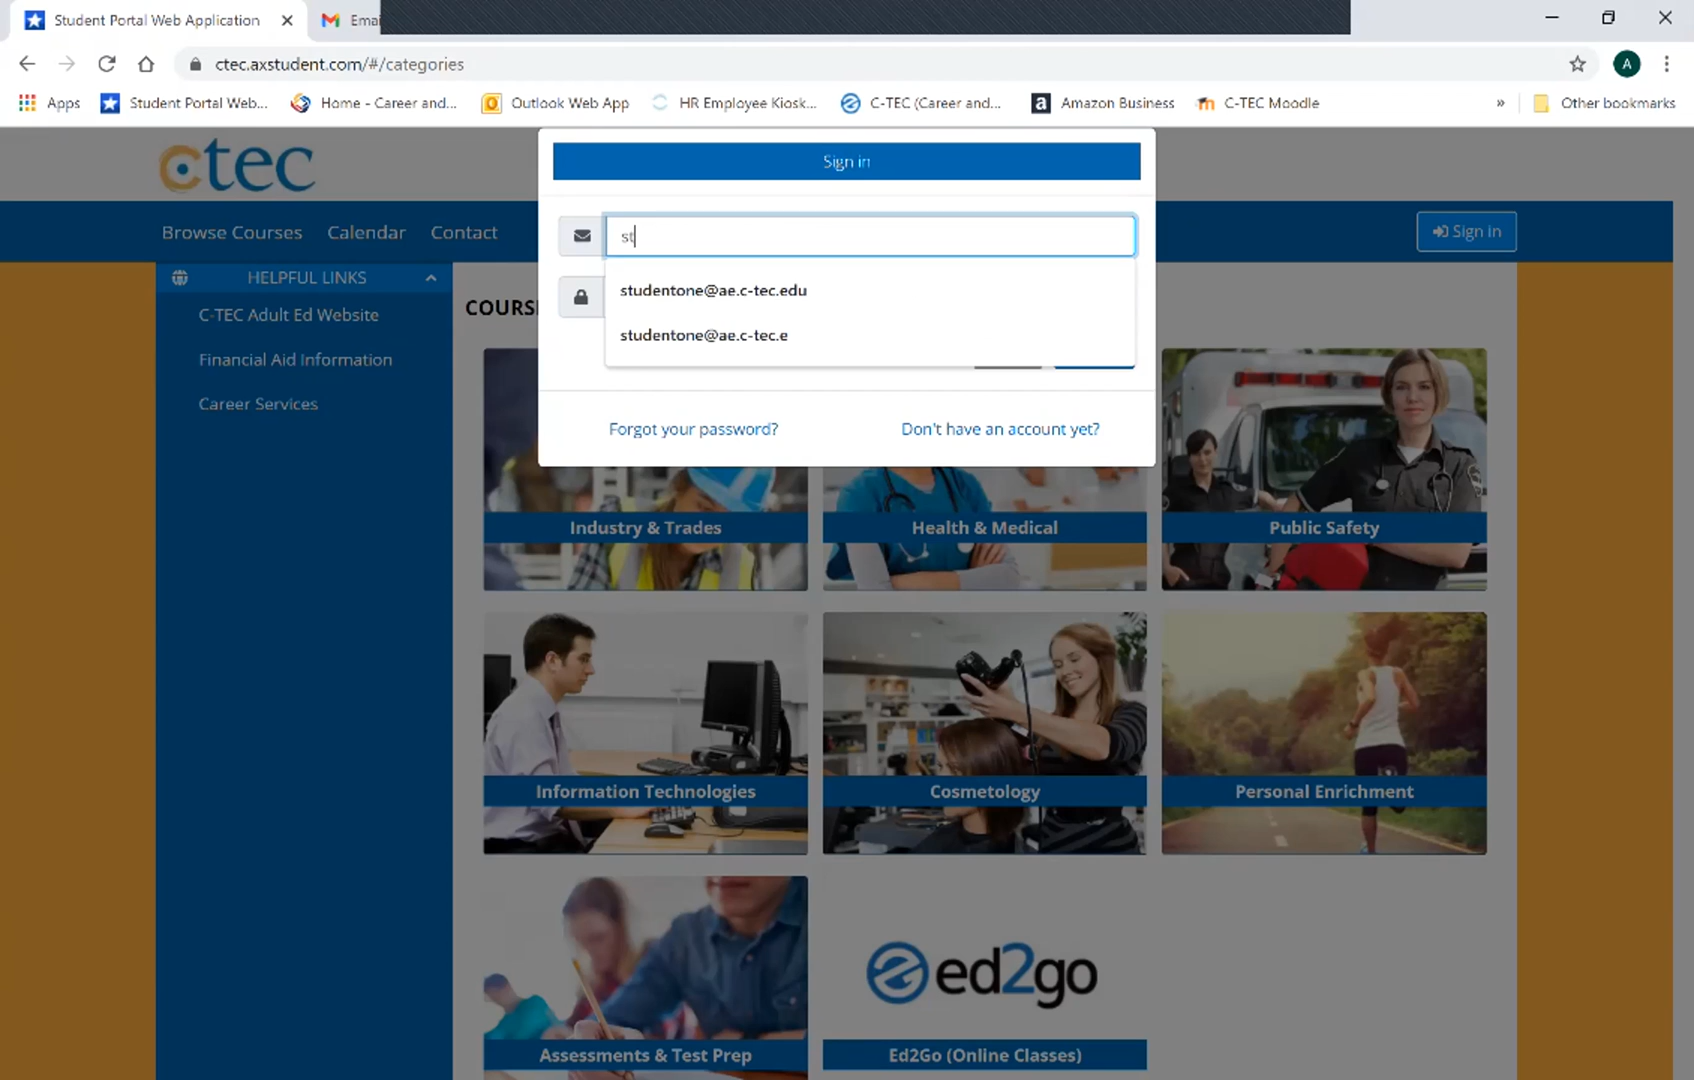 Student Portal Web Application
Emai
ctec.axstudent.com/#/categories
A
Apps
Student Portal Web...
Home - Career and...
Outlook Web App
HR Employee Kiosk...
C-TEC (Career and...
Amazon Business
C-TEC Moodle
»
Other bookmarks
ctec
Sign in
Browse Courses
Calendar
Contact
Sign in
st
studentone@ae.c-tec.edu
studentone@ae.c-tec.e
HELPFUL LINKS
C-TEC Adult Ed Website
Financial Aid Information
Career Services
COURS
Forgot your password?
Don't have an account yet?
Industry & Trades
Health & Medical
Public Safety
Information Technologies
Cosmetology
Personal Enrichment
ed2go
Assessments & Test Prep
Ed2Go (Online Classes)